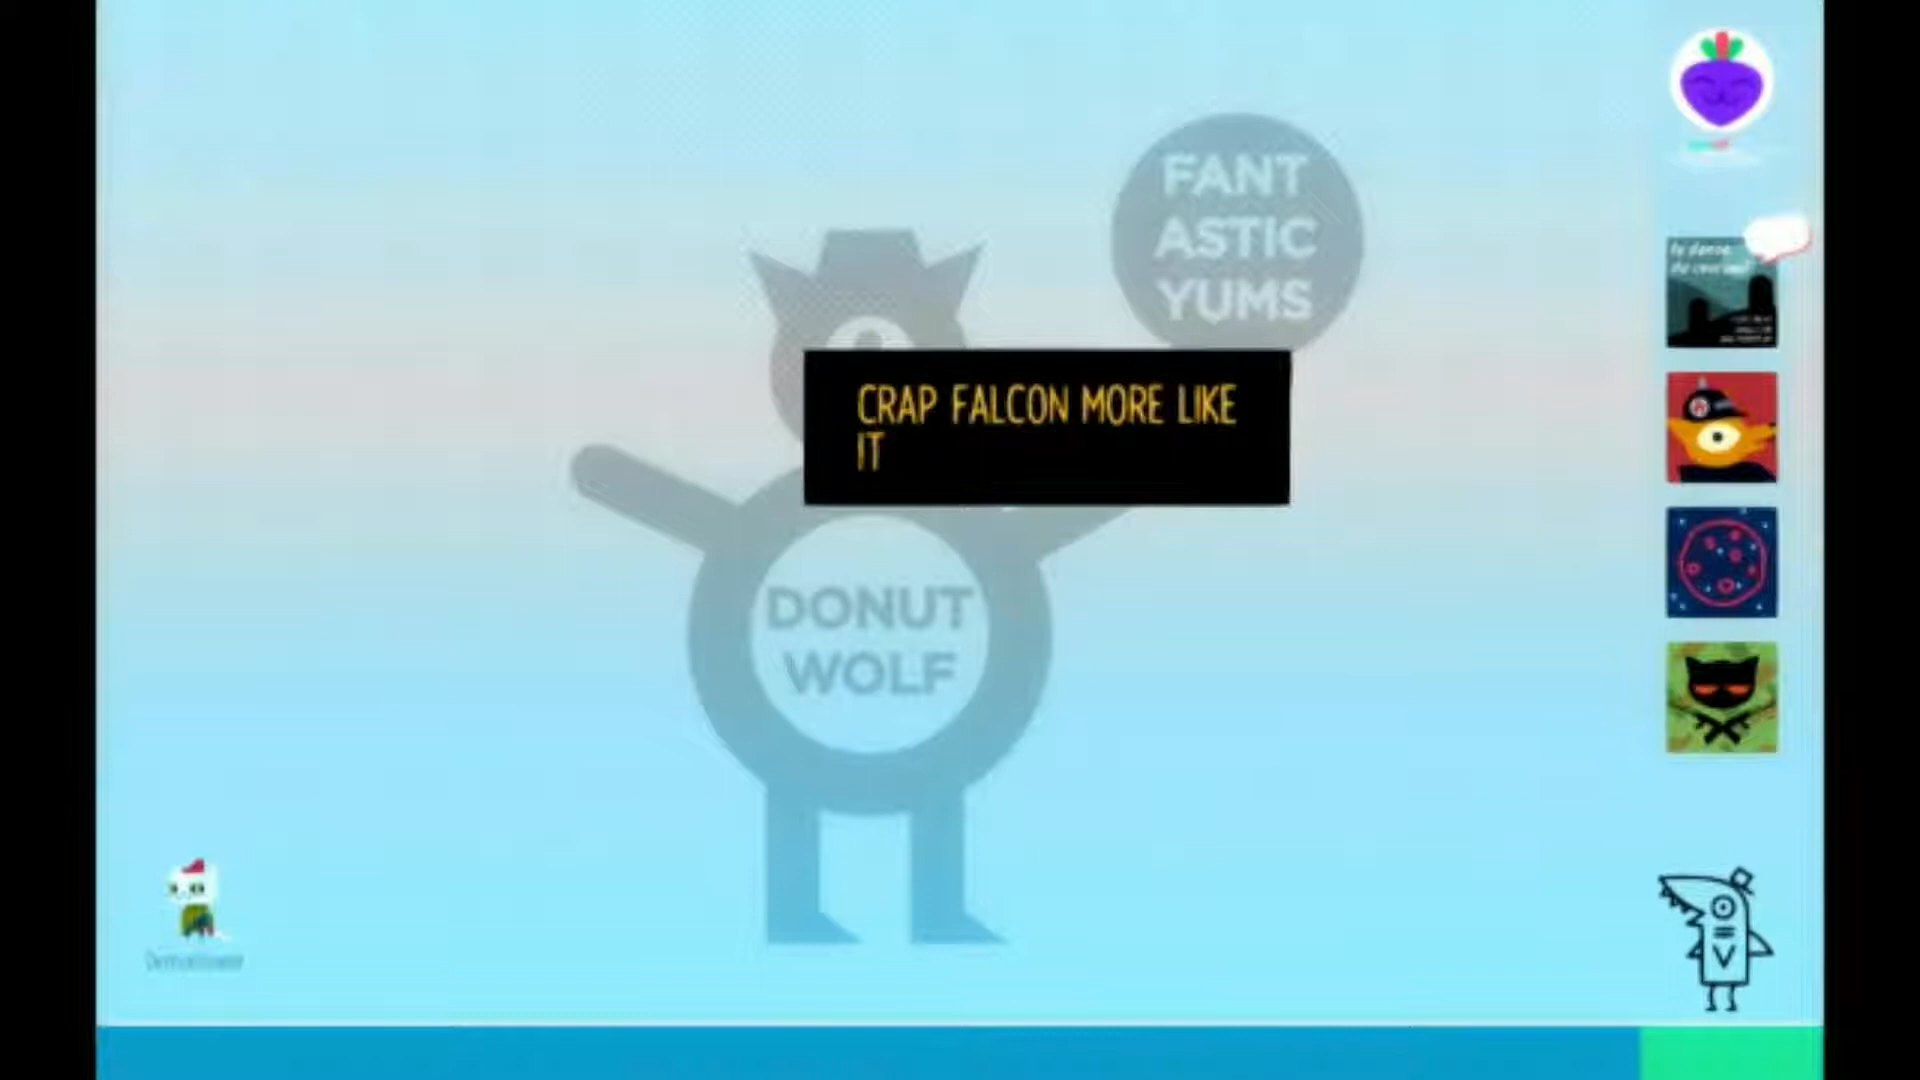 FANT
ASTIC
YUMS
CRAP FALCON MORE LIKE
IT
DONUT
WOLF